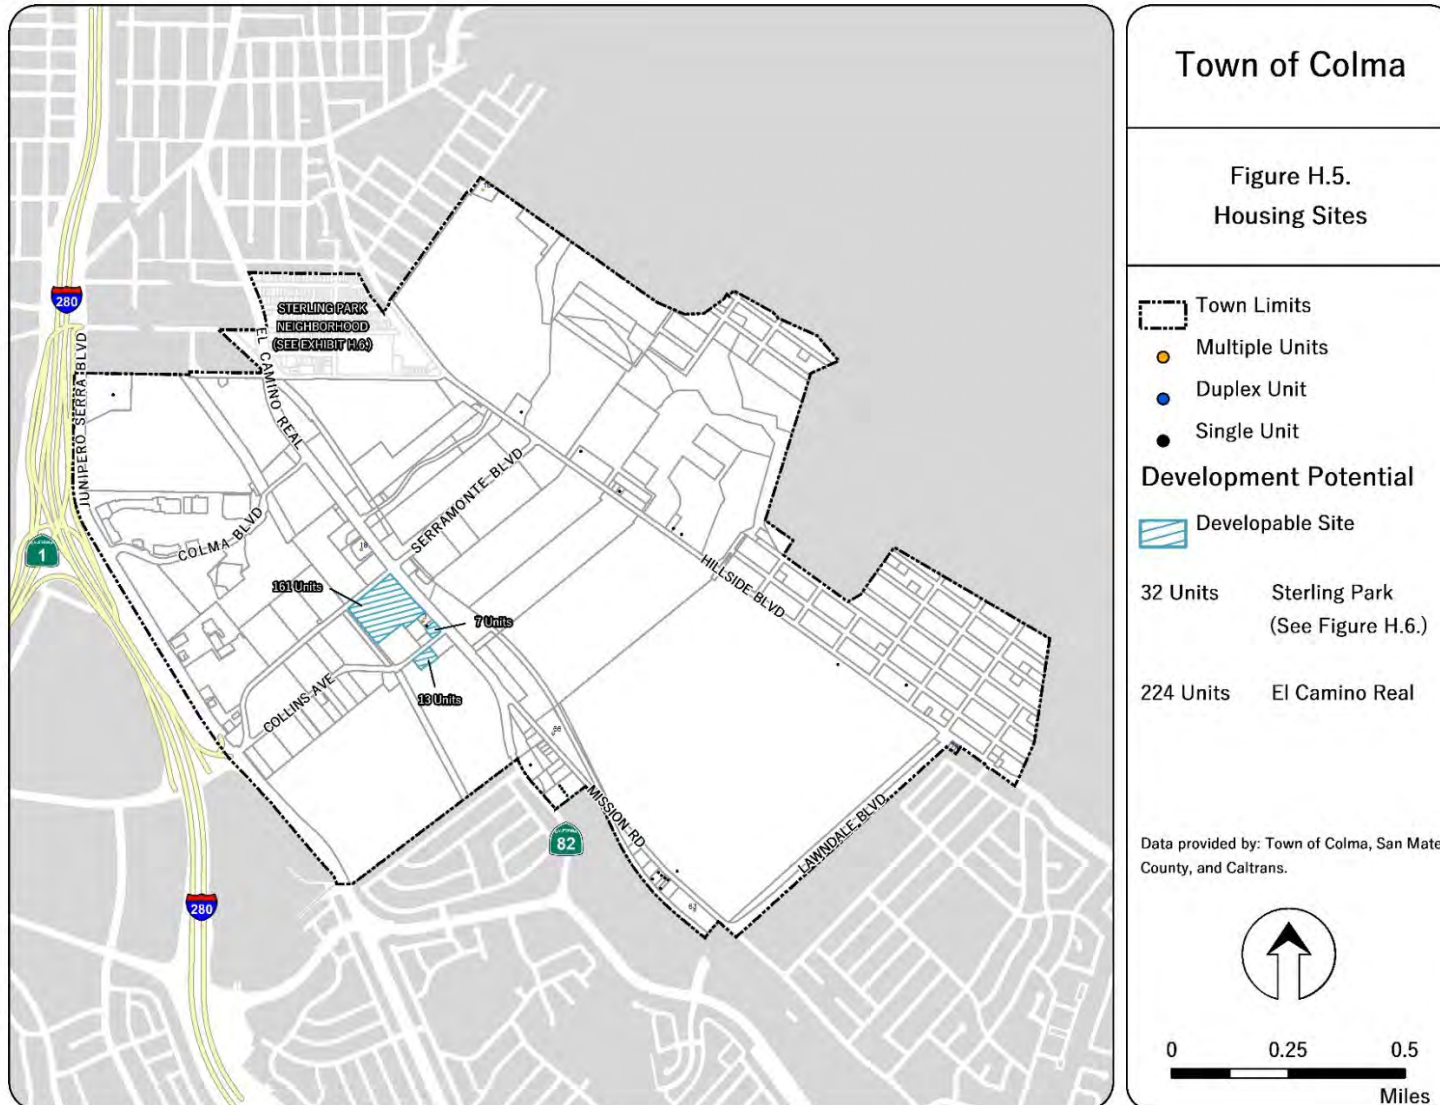 Town of Colma
Figure H.5.
Housing Sites
Town Limits
Multiple Units
Duplex Unit
Single Unit
Development Potential
Developable Site
32 Units Sterling Park
(See Figure H.6.)
224 Units El Camino Real
Data provided by: Town of Colma, San Mate
County, and Caltrans.
0 0.25 0.5
Miles
280
JUNIPERO SERRA BLVD
STERLING PARK
NEIGHBORHOOD
(SEE EXHIBIT H.6.)
EL CAMINO REAL
SERRAMONTE BLVD
COLMA BLVD
1
161 Units
7 Units
13 Units
COLLINS AVE
HILLSIDE BLVD
MISSION RD
LAWNDALE BLVD
82
280